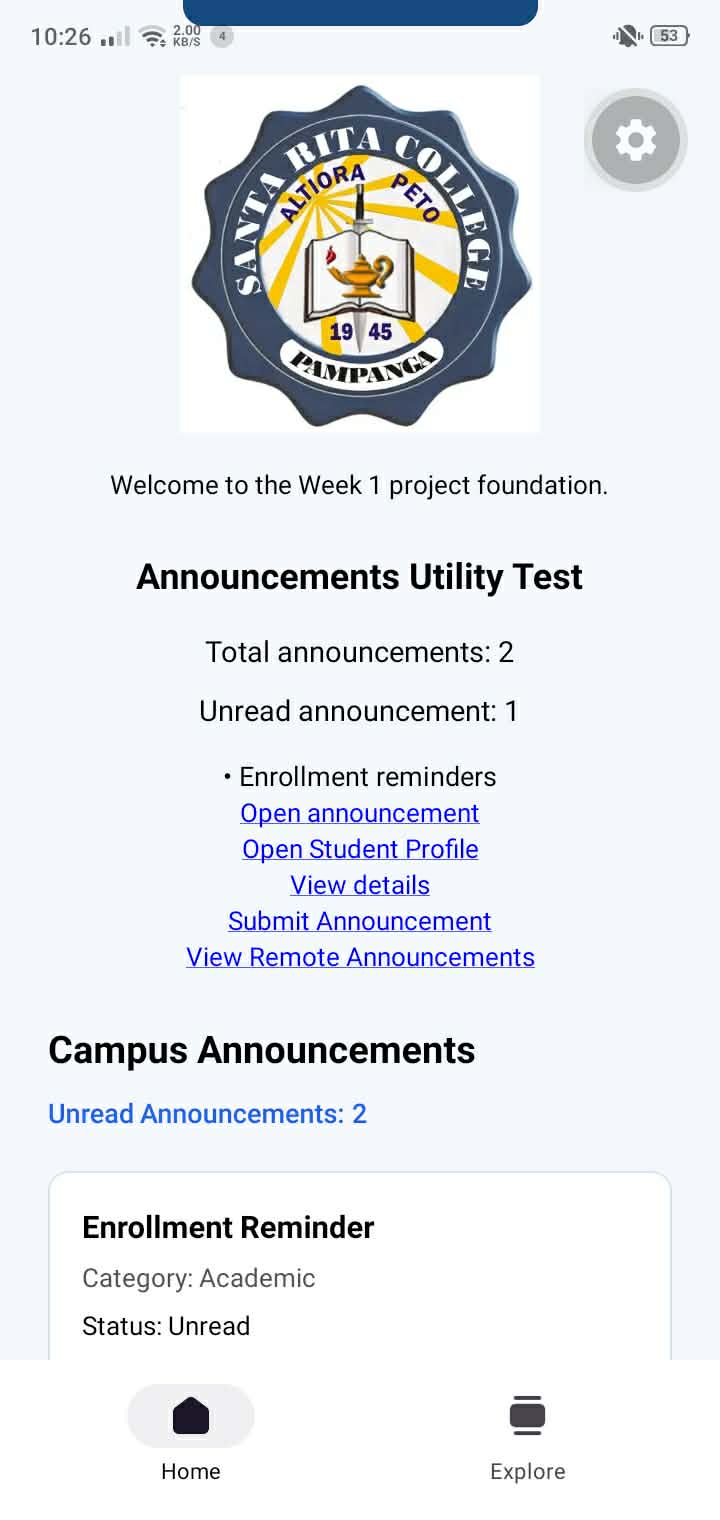 10:26 2.00 KB/S 4 53
SANTA RITA COLLEGE
ALTIORA PETO
19 45
PAMPANGA
Welcome to the Week 1 project foundation.
Announcements Utility Test
Total announcements: 2
Unread announcement: 1
• Enrollment reminders
Open announcement
Open Student Profile
View details
Submit Announcement
View Remote Announcements
Campus Announcements
Unread Announcements: 2
Enrollment Reminder
Category: Academic
Status: Unread
Home Explore